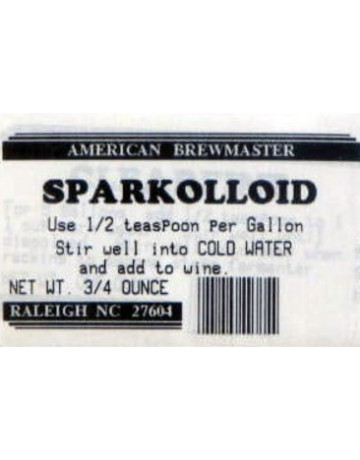 AMERICAN BREWMASTER
SPARKOLLOID
Use 1/2 teasPoon Per Gallon
Stir well into COLD WATER
and add to wine.
NET WT. 3/4 OUNCE
RALEIGH NC 27604